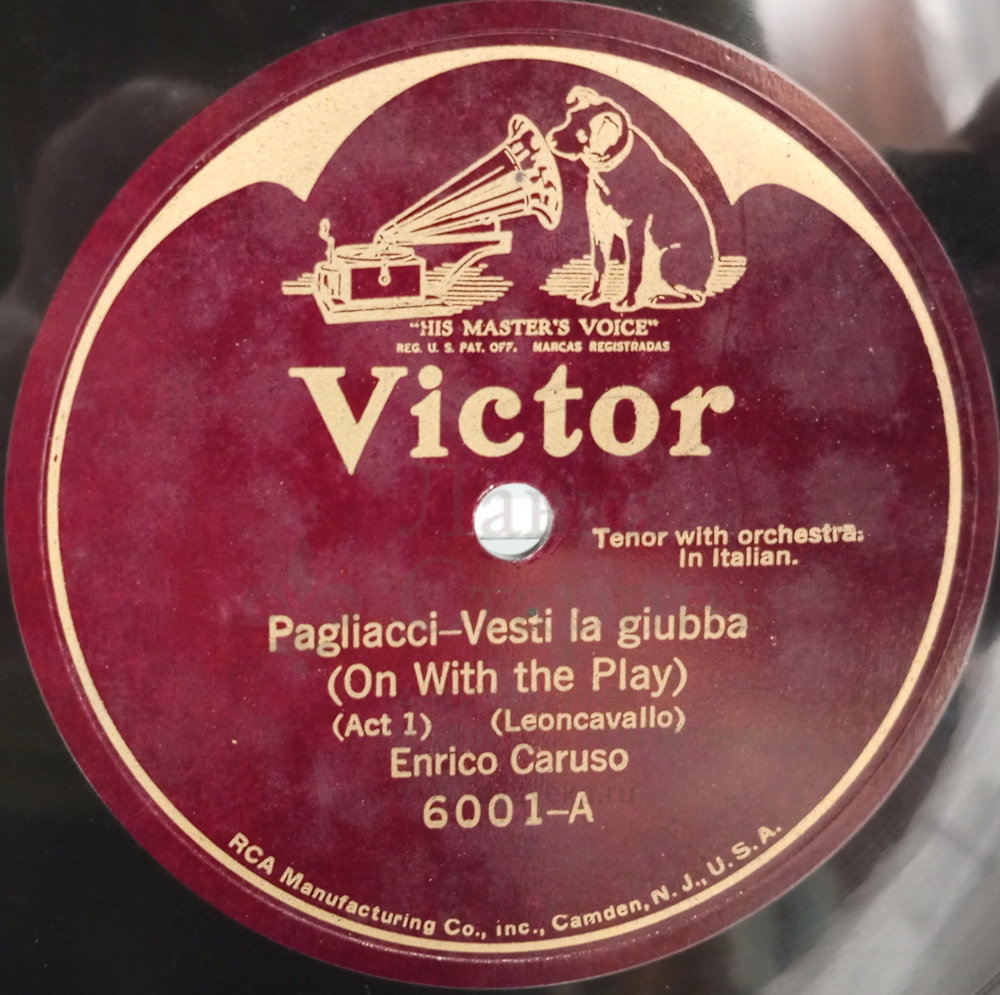 "HIS MASTER'S VOICE"
REG. U. S. PAT. OFF. MARCAS REGISTRADAS
Victor
Tenor with orchestra.
In Italian.
Pagliacci–Vesti la giubba
(On With the Play)
(Act 1) (Leoncavallo)
Enrico Caruso
6001–A
RCA Manufacturing Co., inc., Camden, N. J., U. S. A.